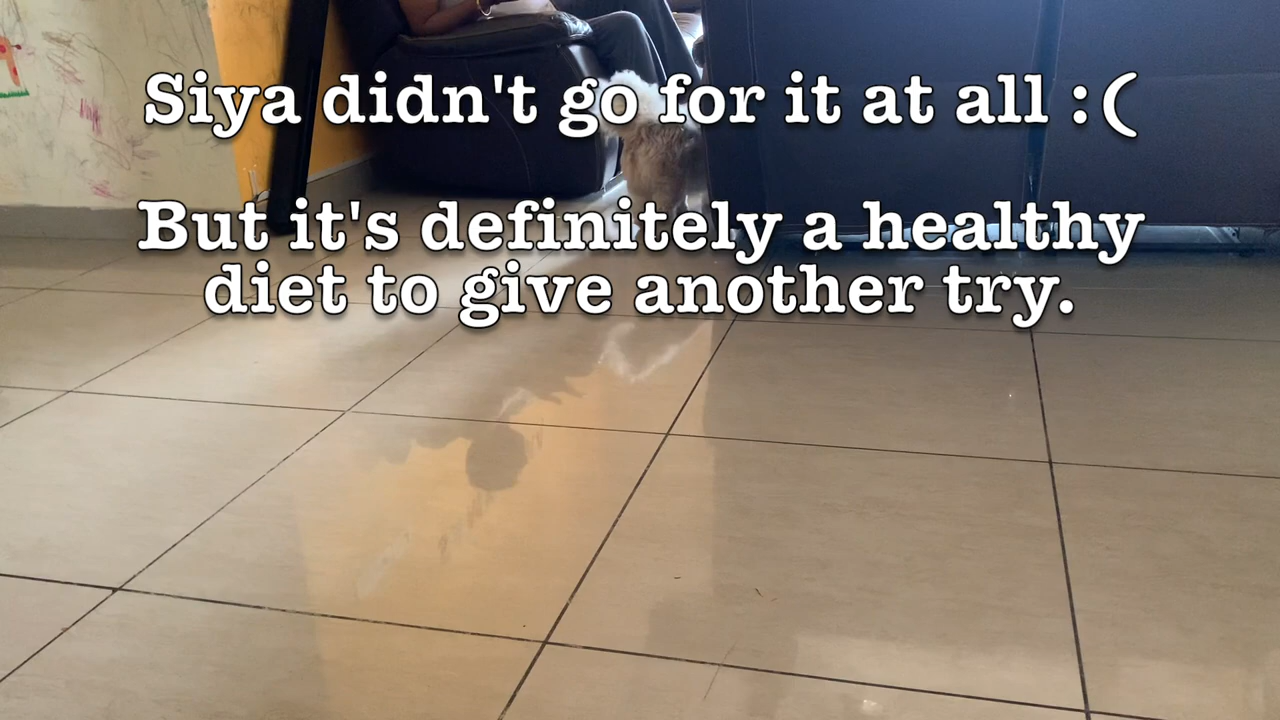 Siya didn't go for it at all :(
But it's definitely a healthy
diet to give another try.